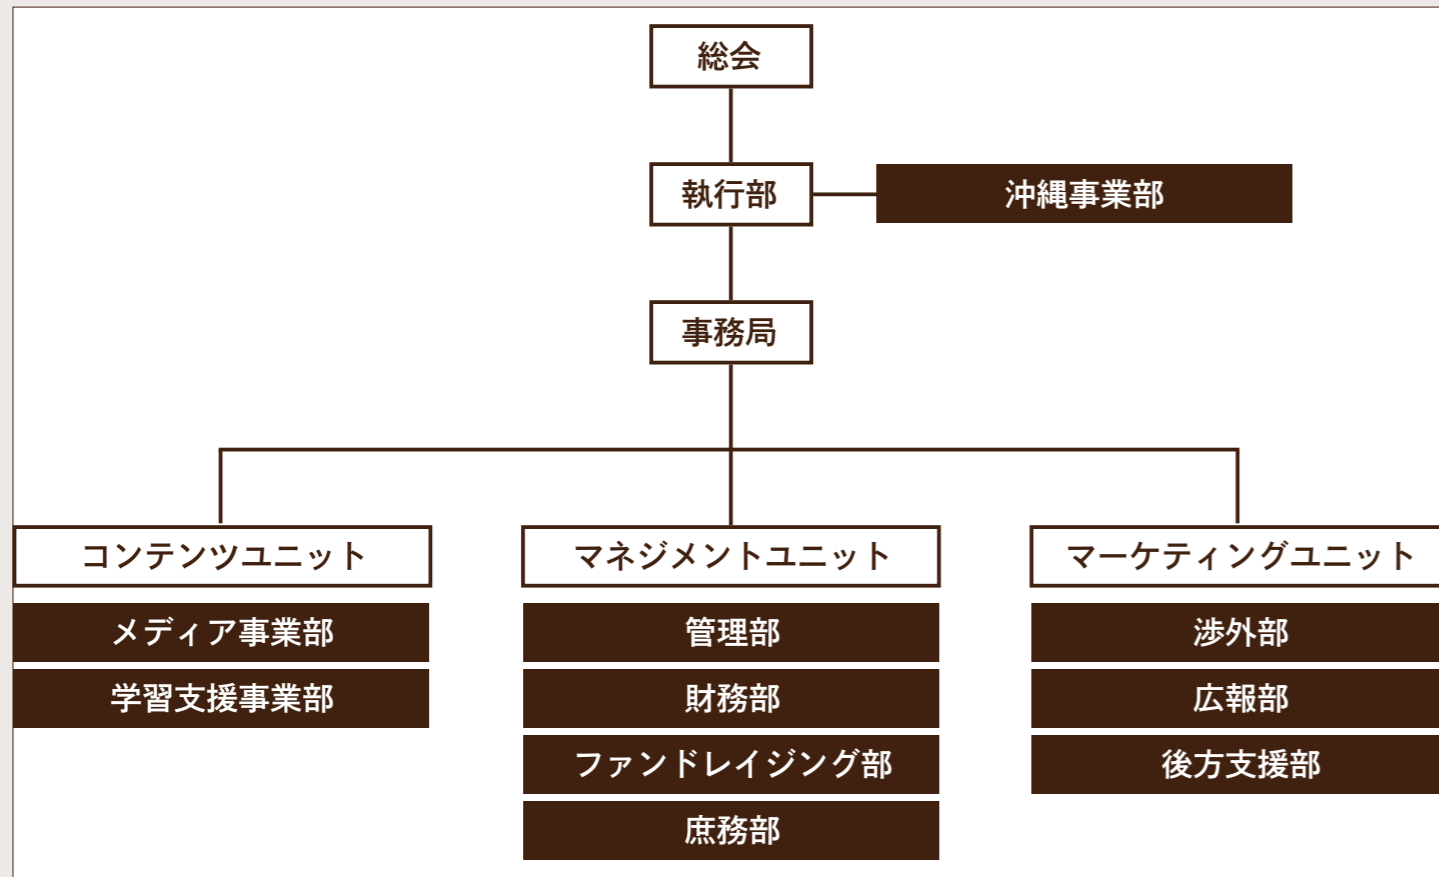 総会
執行部
沖縄事業部
事務局
コンテンツユニット
メディア事業部
学習支援事業部
マネジメントユニット
管理部
財務部
ファンドレイジング部
庶務部
マーケティングユニット
渉外部
広報部
後方支援部